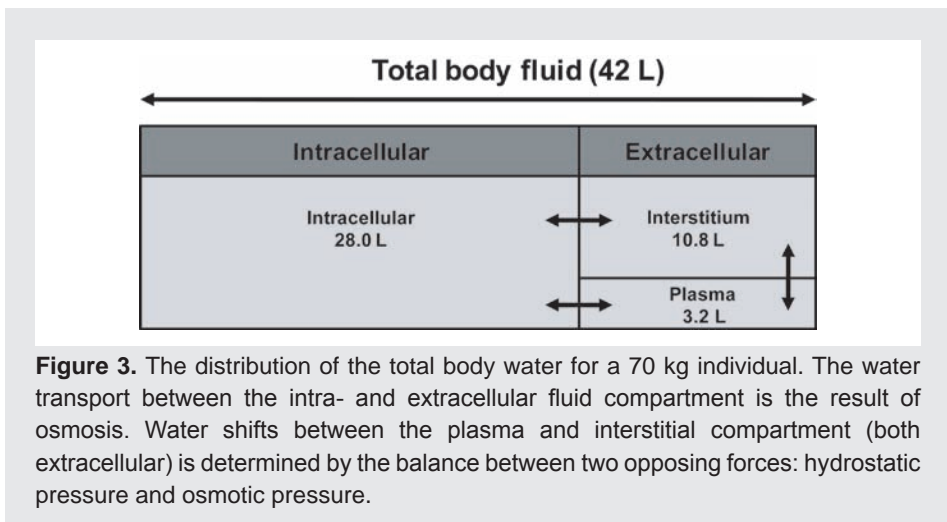 Total body fluid (42 L)
Intracellular
Extracellular
Intracellular
28.0 L
Interstitium
10.8 L
Plasma
3.2 L
Figure 3. The distribution of the total body water for a 70 kg individual. The water
transport between the intra- and extracellular fluid compartment is the result of
osmosis. Water shifts between the plasma and interstitial compartment (both
extracellular) is determined by the balance between two opposing forces: hydrostatic
pressure and osmotic pressure.